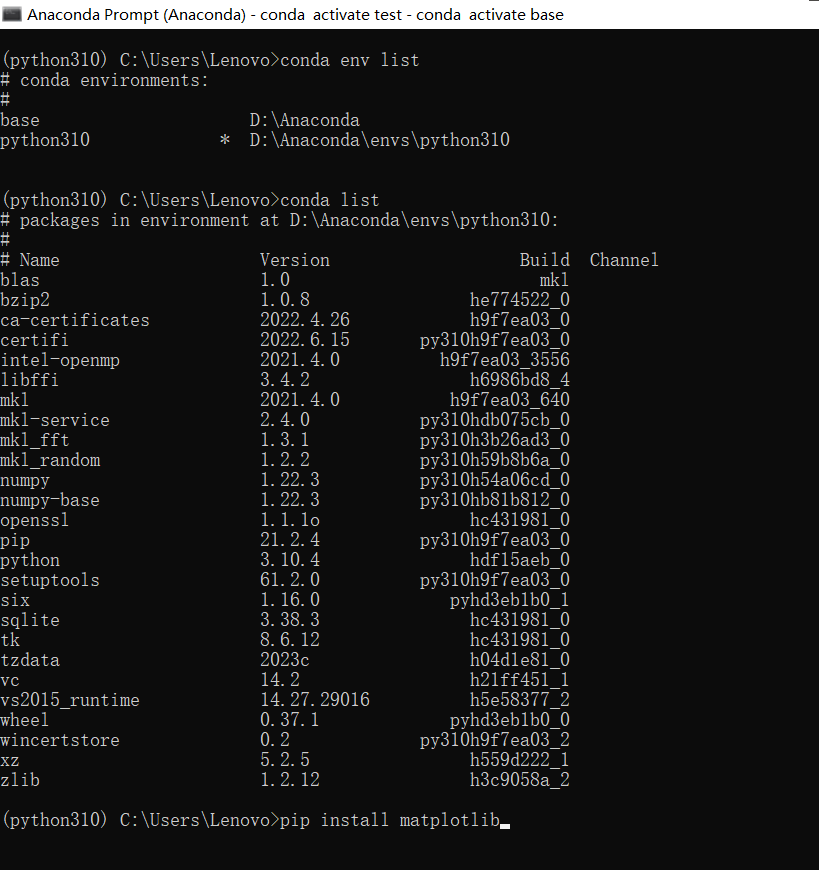 Anaconda Prompt (Anaconda) - conda activate test - conda activate base
(python310) C:\Users\Lenovo>conda env list
# conda environments:
#
base                     D:\Anaconda
python310             *  D:\Anaconda\envs\python310
(python310) C:\Users\Lenovo>conda list
# packages in environment at D:\Anaconda\envs\python310:
#
# Name                    Version                   Build  Channel
blas                      1.0                         mkl
bzip2                     1.0.8                he774522_0
ca-certificates           2022.4.26            h9f7ea03_0
certifi                   2022.6.15       py310h9f7ea03_0
intel-openmp              2021.4.0          h9f7ea03_3556
libffi                    3.4.2                h6986bd8_4
mkl                       2021.4.0           h9f7ea03_640
mkl-service               2.4.0           py310hdb075cb_0
mkl_fft                   1.3.1           py310h3b26ad3_0
mkl_random                1.2.2           py310h59b8b6a_0
numpy                     1.22.3          py310h54a06cd_0
numpy-base                1.22.3          py310hb81b812_0
openssl                   1.1.1o               hc431981_0
pip                       21.2.4          py310h9f7ea03_0
python                    3.10.4               hdf15aeb_0
setuptools                61.2.0          py310h9f7ea03_0
six                       1.16.0             pyhd3eb1b0_1
sqlite                    3.38.3               hc431981_0
tk                        8.6.12               hc431981_0
tzdata                    2023c                h04d1e81_0
vc                        14.2                 h21ff451_1
vs2015_runtime            14.27.29016          h5e58377_2
wheel                     0.37.1             pyhd3eb1b0_0
wincertstore              0.2             py310h9f7ea03_2
xz                        5.2.5                h559d222_1
zlib                      1.2.12               h3c9058a_2
(python310) C:\Users\Lenovo>pip install matplotlib